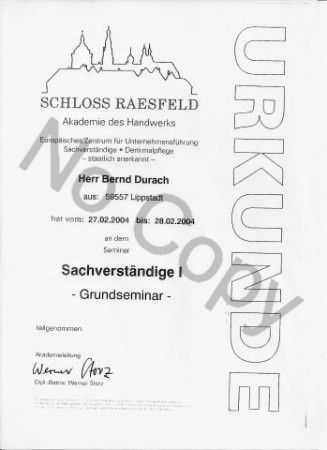 SCHLOSS RAESFELD
Akademie des Handwerks
Europäisches Zentrum für Unternehmensführung
Sachverständige • Denkmalpflege
– staatlich anerkannt –
Herr Bernd Durach
aus: 59557 Lippstadt
hat vom: 27.02.2004 bis: 28.02.2004
an dem
Seminar
Sachverständige I
- Grundseminar -
teilgenommen.
Akademieleitung
Werner Storz
Dipl.-Betrw. Werner Storz
URKUNDE
No Copy